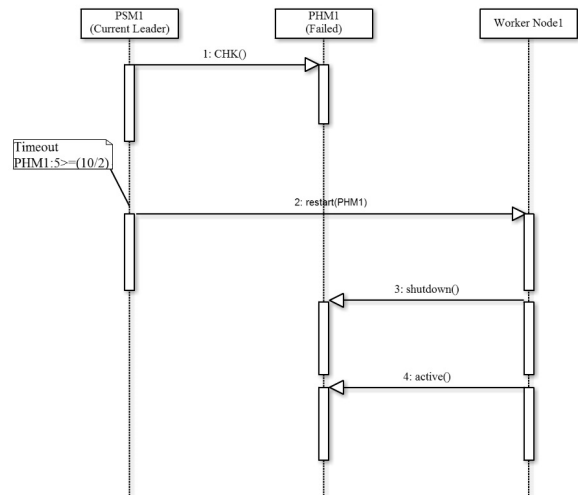 PSM1
(Current Leader)
PHM1
(Failed)
Worker Node1
1: CHK()
Timeout
PHM1:5>=(10/2)
2: restart(PHM1)
3: shutdown()
4: active()